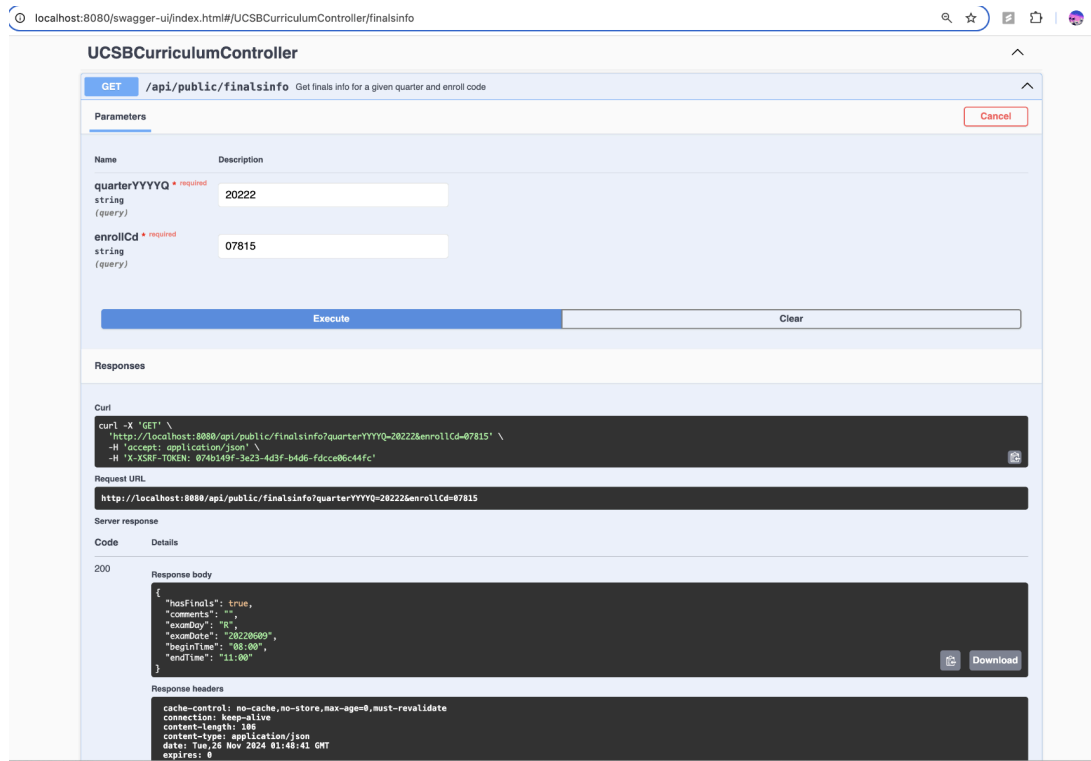 localhost:8080/swagger-ui/index.html#/UCSBCurriculumController/finalsinfo
UCSBCurriculumController
GET /api/public/finalsinfo Get finals info for a given quarter and enroll code
Parameters Cancel
Name Description
quarterYYYYQ * required
string
(query)
20222
enrollCd * required
string
(query)
07815
Execute Clear
Responses
Curl
curl -X 'GET' \
'http://localhost:8080/api/public/finalsinfo?quarterYYYYQ=20222&enrollCd=07815' \
-H 'accept: application/json' \
-H 'X-XSRF-TOKEN: 074b149f-3e23-4d3f-b4d6-fdcce06c44fc'
Request URL
http://localhost:8080/api/public/finalsinfo?quarterYYYYQ=20222&enrollCd=07815
Server response
Code Details
200
Response body
{
"hasFinals": true,
"comments": "",
"examDay": "R",
"examDate": "20220609",
"beginTime": "08:00",
"endTime": "11:00"
}
Download
Response headers
cache-control: no-cache,no-store,max-age=0,must-revalidate
connection: keep-alive
content-length: 106
content-type: application/json
date: Tue,26 Nov 2024 01:48:41 GMT
expires: 0